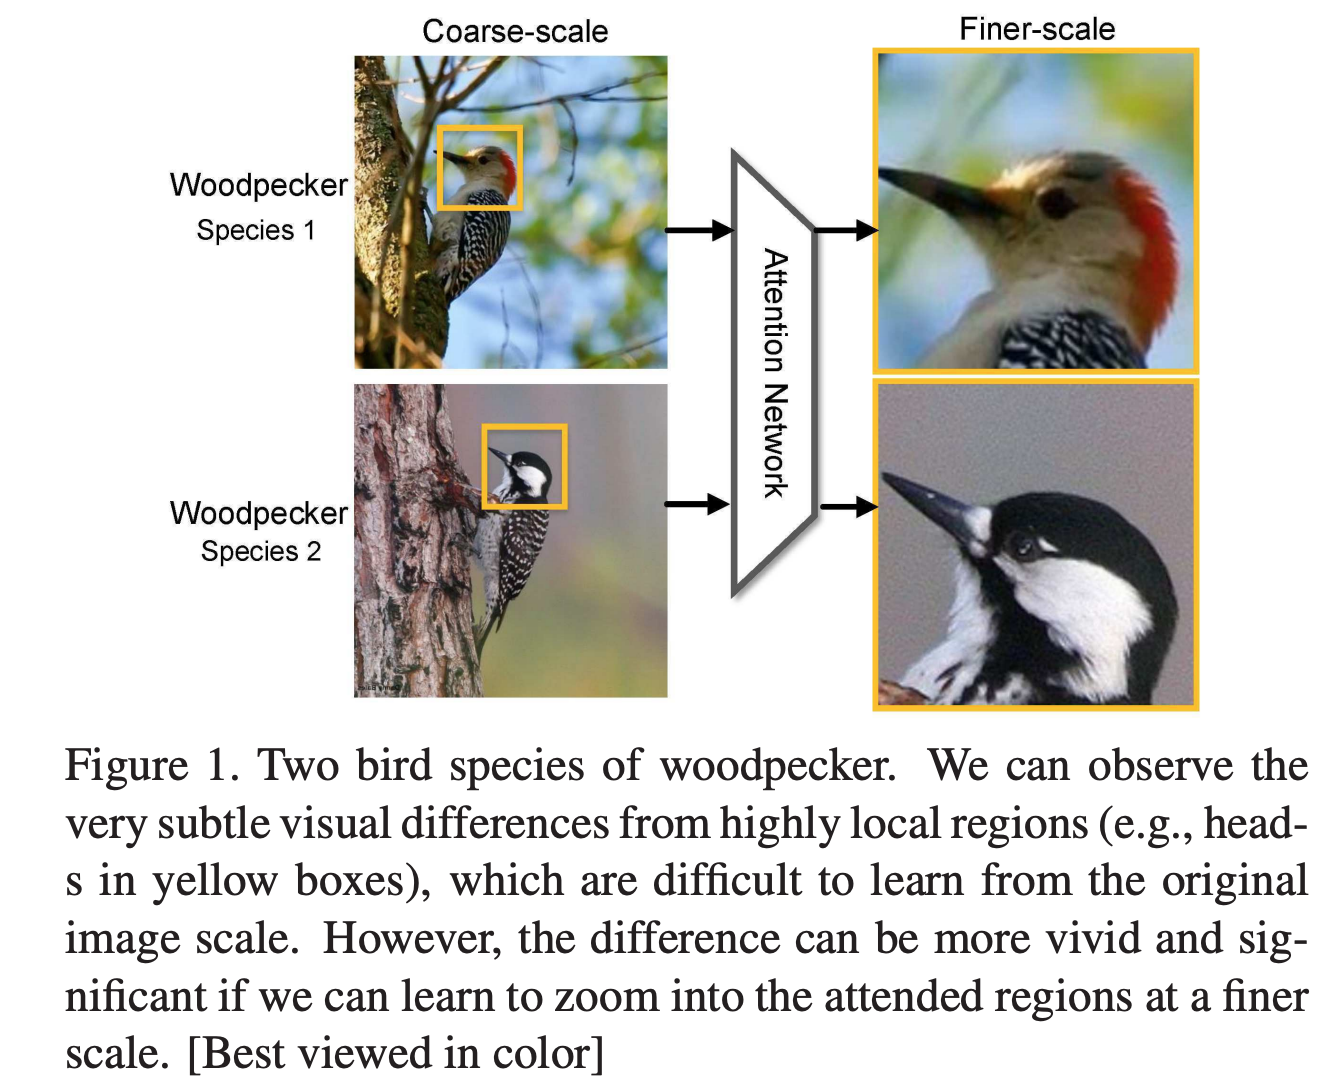 Coarse-scale
Finer-scale
Woodpecker
Species 1
Attention Network
Woodpecker
Species 2
Figure 1. Two bird species of woodpecker. We can observe the
very subtle visual differences from highly local regions (e.g., head-
s in yellow boxes), which are difficult to learn from the original
image scale. However, the difference can be more vivid and sig-
nificant if we can learn to zoom into the attended regions at a finer
scale. [Best viewed in color]